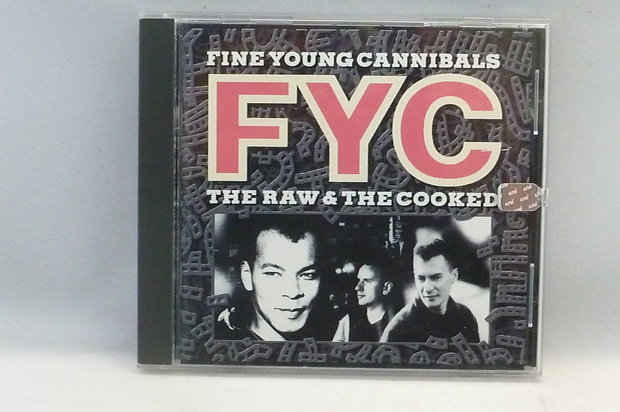 FINE YOUNG CANNIBALS
FYC
THE RAW & THE COOKED